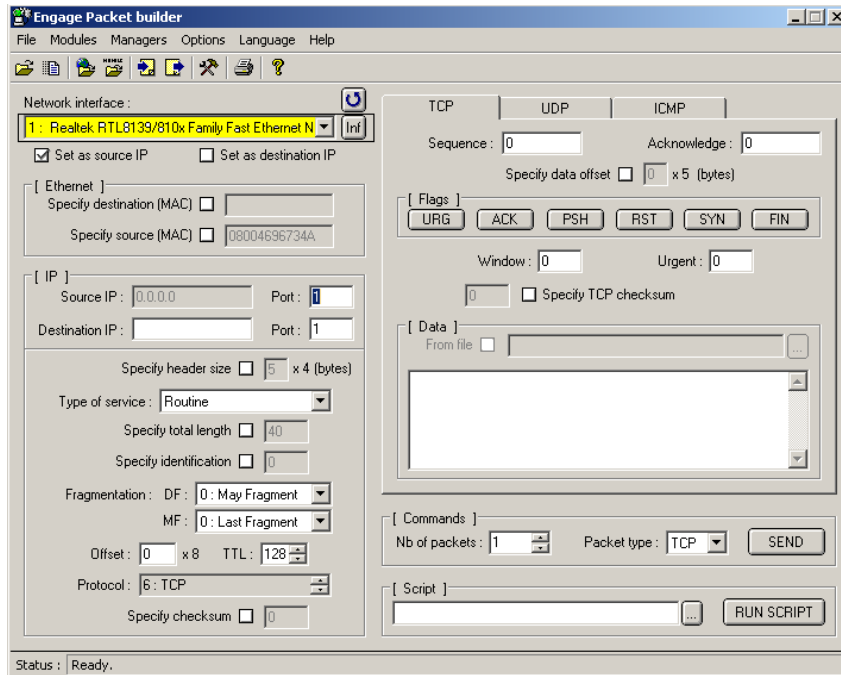 Engage Packet builder
File Modules Managers Options Language Help
Network interface :
1 : Realtek RTL8139/810x Family Fast Ethernet N
Inf
Set as source IP Set as destination IP
[ Ethernet ]
Specify destination (MAC)
Specify source (MAC) 08004696734A
[ IP ]
Source IP : 0.0.0.0 Port : 1
Destination IP : Port : 1
Specify header size 5 x 4 (bytes)
Type of service : Routine
Specify total length 40
Specify identification 0
Fragmentation : DF : 0 : May Fragment
MF : 0 : Last Fragment
Offset : 0 x 8 TTL : 128
Protocol : 6 : TCP
Specify checksum 0
TCP UDP ICMP
Sequence : 0 Acknowledge : 0
Specify data offset 0 x 5 (bytes)
[ Flags ]
URG ACK PSH RST SYN FIN
Window : 0 Urgent : 0
0 Specify TCP checksum
[ Data ]
From file ...
[ Commands ]
Nb of packets : 1 Packet type : TCP SEND
[ Script ]
... RUN SCRIPT
Status : Ready.